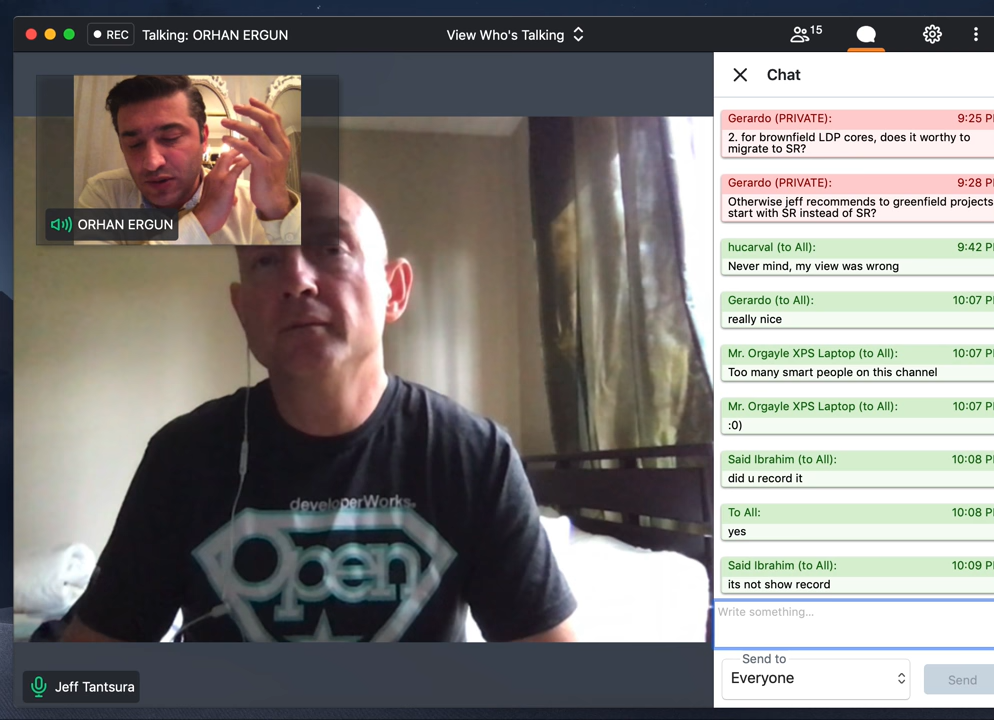 REC
Talking: ORHAN ERGUN
View Who's Talking
15
Chat
ORHAN ERGUN
developerWorks.
Open
Jeff Tantsura
Gerardo (PRIVATE):
9:25 P
2. for brownfield LDP cores, does it worthy to
migrate to SR?
Gerardo (PRIVATE):
9:28 P
Otherwise jeff recommends to greenfield projects
start with SR instead of SR?
hucarval (to All):
9:42 P
Never mind, my view was wrong
Gerardo (to All):
10:07 P
really nice
Mr. Orgayle XPS Laptop (to All):
10:07 P
Too many smart people on this channel
Mr. Orgayle XPS Laptop (to All):
10:07 P
:0)
Said Ibrahim (to All):
10:08 P
did u record it
To All:
10:08 P
yes
Said Ibrahim (to All):
10:09 P
its not show record
Write something...
Send to
Everyone
Send